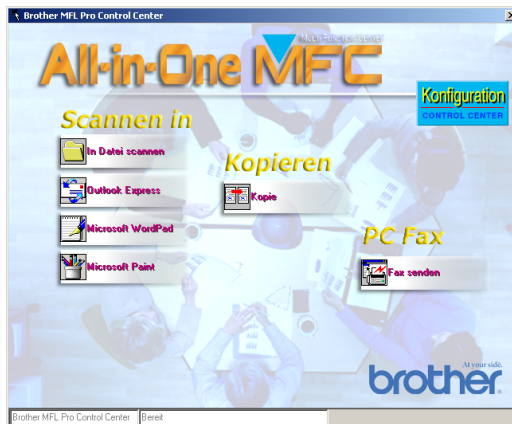 Brother MFL Pro Control Center
All-in-One MFC
Konfiguration
CONTROL CENTER
Scannen in
In Datei scannen
Outlook Express
Microsoft WordPad
Microsoft Paint
Kopieren
Kopie
PC Fax
Fax senden
At your side.
brother
Brother MFL Pro Control Center
Bereit